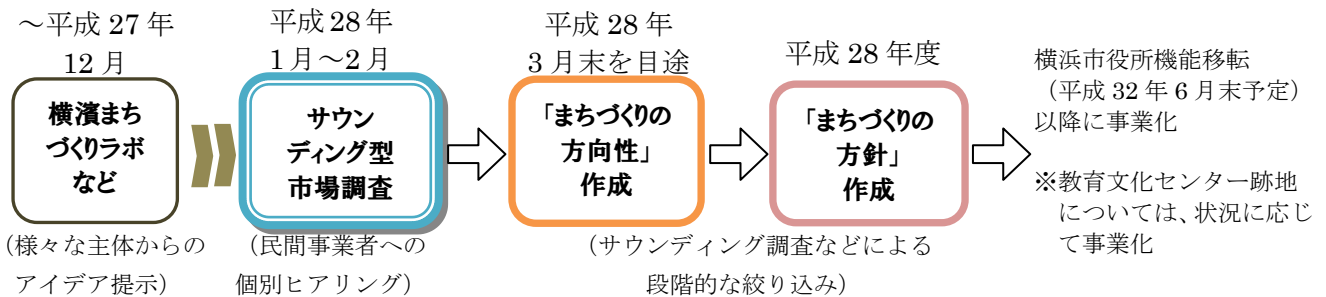 ～平成 27 年
12 月
横濱まち
づくりラボ
など
（様々な主体からの
アイデア提示）
平成 28 年
1 月～2 月
サウン
ディング型
市場調査
（民間事業者への
個別ヒアリング）
平成 28 年
3 月末を目途
「まちづくりの
方向性」
作成
平成 28 年度
「まちづくりの
方針」
作成
（サウンディング調査などによる
段階的な絞り込み）
横浜市役所機能移転
（平成 32 年 6 月末予定）
以降に事業化
※教育文化センター跡地
については、状況に応じ
て事業化